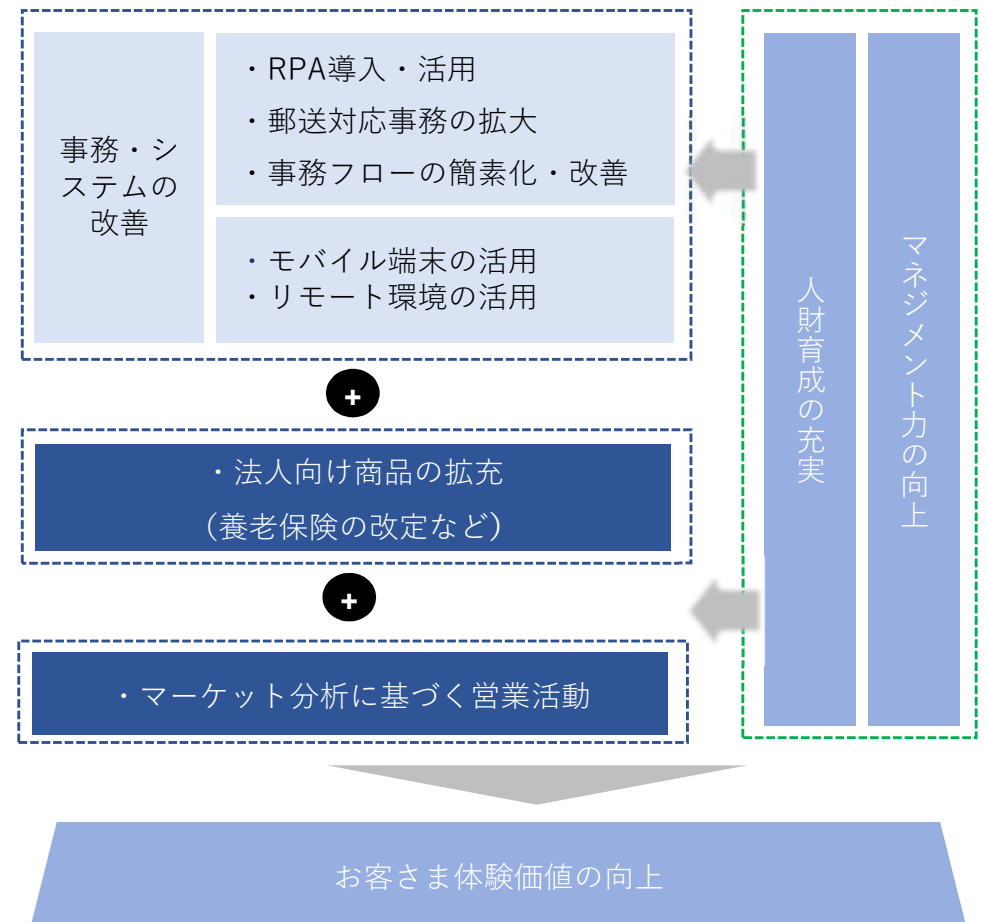 事務・シ
ステムの
改善
・RPA導入・活用
・郵送対応事務の拡大
・事務フローの簡素化・改善
・モバイル端末の活用
・リモート環境の活用
+
・法人向け商品の拡充
(養老保険の改定など)
+
・マーケット分析に基づく営業活動
人財育成の充実
マネジメント力の向上
お客さま体験価値の向上